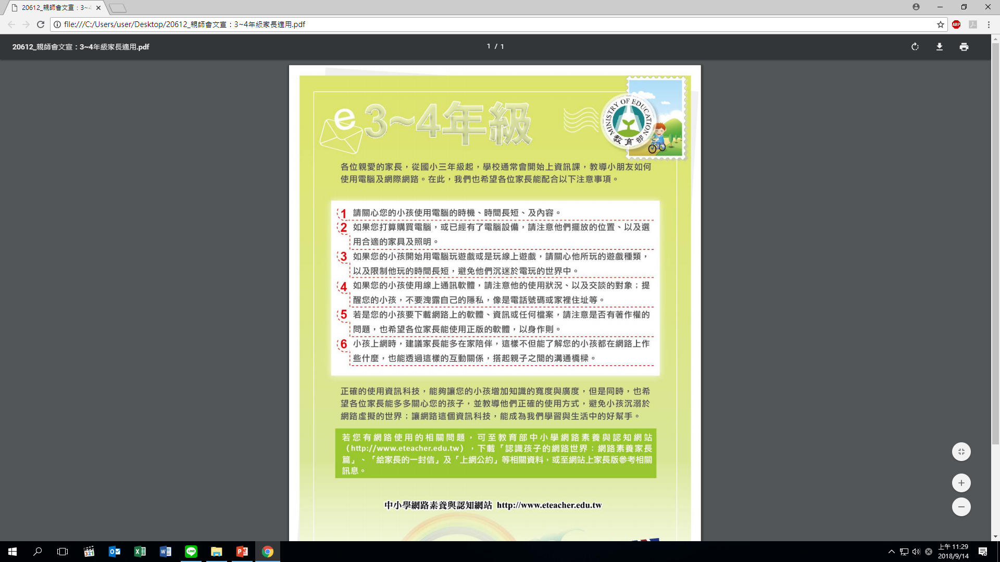 20612_親師會文宣：3~4
file:///C:/Users/user/Desktop/20612_親師會文宣：3~4年級家長適用.pdf
ABP
20612_親師會文宣：3~4年級家長適用.pdf
1 / 1
e 3~4年級
MINISTRY OF EDUCATION
教育部
各位親愛的家長，從國小三年級起，學校通常會開始上資訊課，教導小朋友如何
使用電腦及網際網路。在此，我們也希望各位家長能配合以下注意事項。
1 請關心您的小孩使用電腦的時機、時間長短、及內容。
2 如果您打算購買電腦，或已經有了電腦設備，請注意他們擺放的位置、以及選
用合適的家具及照明。
3 如果您的小孩開始用電腦玩遊戲或是玩線上遊戲，請關心他所玩的遊戲種類，
以及限制他玩的時間長短，避免他們沉迷於電玩的世界中。
4 如果您的小孩使用線上通訊軟體，請注意他的使用狀況、以及交談的對象；提
醒您的小孩，不要洩露自己的隱私，像是電話號碼或家裡住址等。
5 若是您的小孩要下載網路上的軟體、資訊或任何檔案，請注意是否有著作權的
問題，也希望各位家長能使用正版的軟體，以身作則。
6 小孩上網時，建議家長能多在家陪伴，這樣不但能了解您的小孩都在網路上作
些什麼，也能透過這樣的互動關係，搭起親子之間的溝通橋樑。
正確的使用資訊科技，能夠讓您的小孩增加知識的寬度與廣度，但是同時，也希
望各位家長能多多關心您的孩子，並教導他們正確的使用方式，避免小孩沉溺於
網路虛擬的世界；讓網路這個資訊科技，能成為我們學習與生活中的好幫手。
若您有網路使用的相關問題，可至教育部中小學網路素養與認知網站
（http://www.eteacher.edu.tw），下載「認識孩子的網路世界：網路素養家長
篇」、「給家長的一封信」及「上網公約」等相關資料，或至網站上家長版參考相關
訊息。
中小學網路素養與認知網站 http://www.eteacher.edu.tw
321
LINE
上午 11:29
2018/9/14